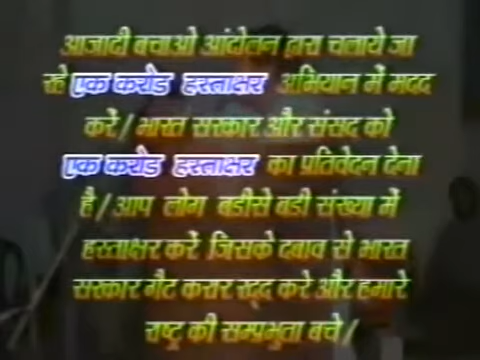 आजादी बचाओ आंदोलन द्वारा चलाये जा
रहे एक करोड हस्ताक्षर अभियान में मदद
करें/भारत सरकार और संसद को
एक करोड हस्ताक्षर का प्रतिवेदन देना
है/आप लोग बडीसे बडी संख्या में
हस्ताक्षर करें जिसके दबाव से भारत
सरकार गैट करार रद्द करे और हमारे
राष्ट्र की सम्प्रभुता बचे/